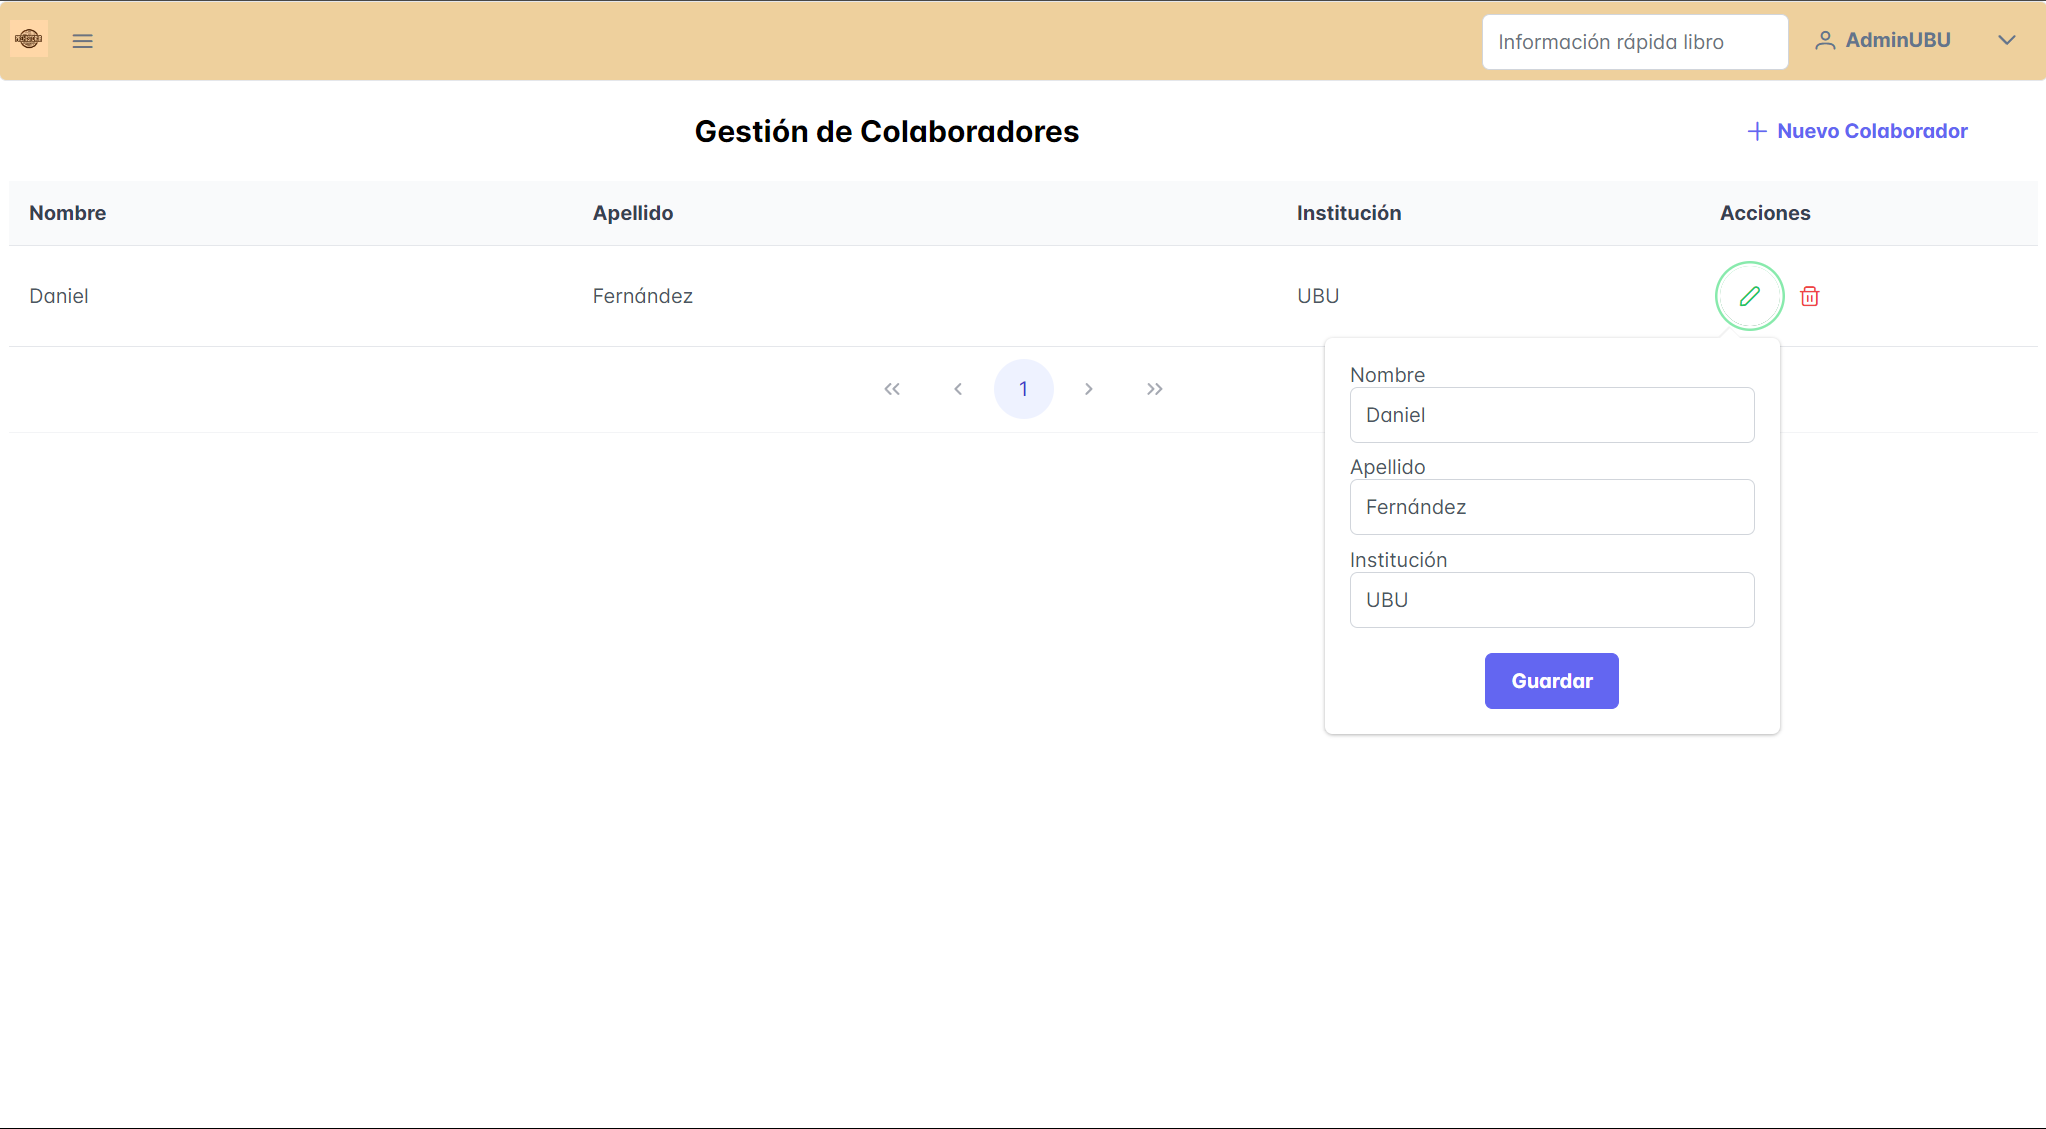 Información rápida libro
AdminUBU
Gestión de Colaboradores
Nuevo Colaborador
Nombre Apellido Institución Acciones
Daniel Fernández UBU
1
Nombre
Daniel
Apellido
Fernández
Institución
UBU
Guardar